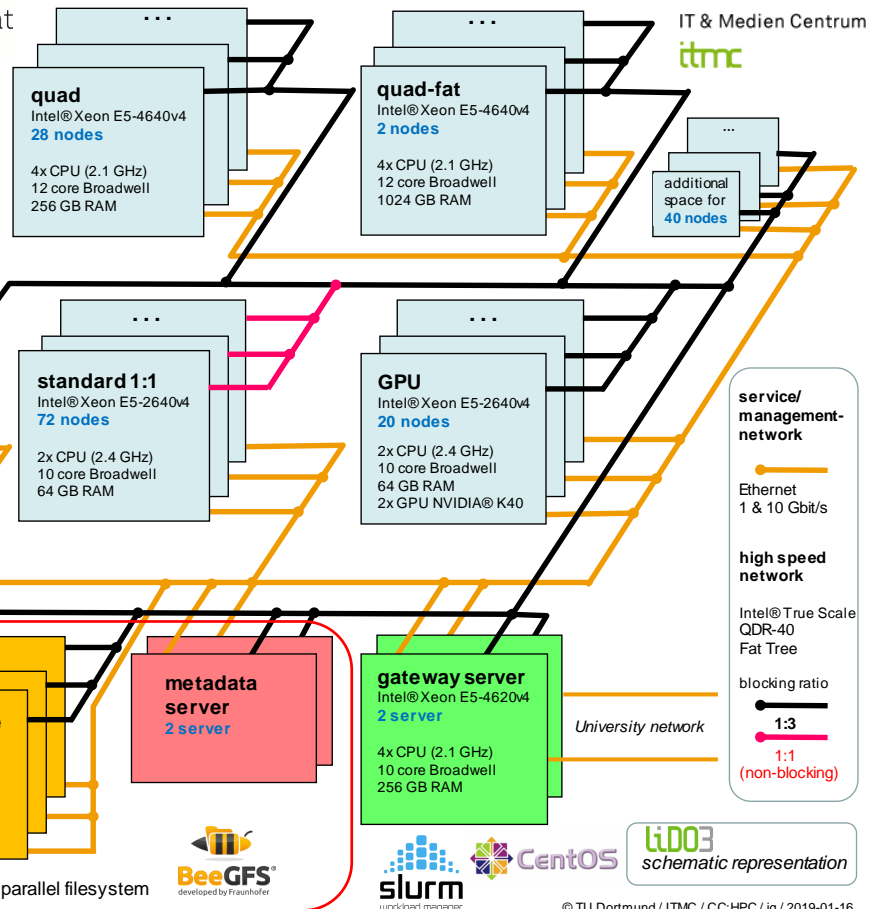 IT & Medien Centrum
itmc
...
quad
Intel® Xeon E5-4640v4
28 nodes
4x CPU (2.1 GHz)
12 core Broadwell
256 GB RAM
...
quad-fat
Intel® Xeon E5-4640v4
2 nodes
4x CPU (2.1 GHz)
12 core Broadwell
1024 GB RAM
...
additional
space for
40 nodes
...
standard 1:1
Intel® Xeon E5-2640v4
72 nodes
2x CPU (2.4 GHz)
10 core Broadwell
64 GB RAM
...
GPU
Intel® Xeon E5-2640v4
20 nodes
2x CPU (2.4 GHz)
10 core Broadwell
64 GB RAM
2x GPU NVIDIA® K40
service/
management-
network
Ethernet
1 & 10 Gbit/s
high speed
network
Intel® True Scale
QDR-40
Fat Tree
blocking ratio
1:3
1:1
(non-blocking)
metadata
server
2 server
gateway server
Intel® Xeon E5-4620v4
2 server
4x CPU (2.1 GHz)
10 core Broadwell
256 GB RAM
University network
parallel filesystem
BeeGFS®
developed by Fraunhofer
slurm
workload manager
CentOS
LiDO3
schematic representation
© TU Dortmund / ITMC / CC:HPC / jg / 2019-01-16